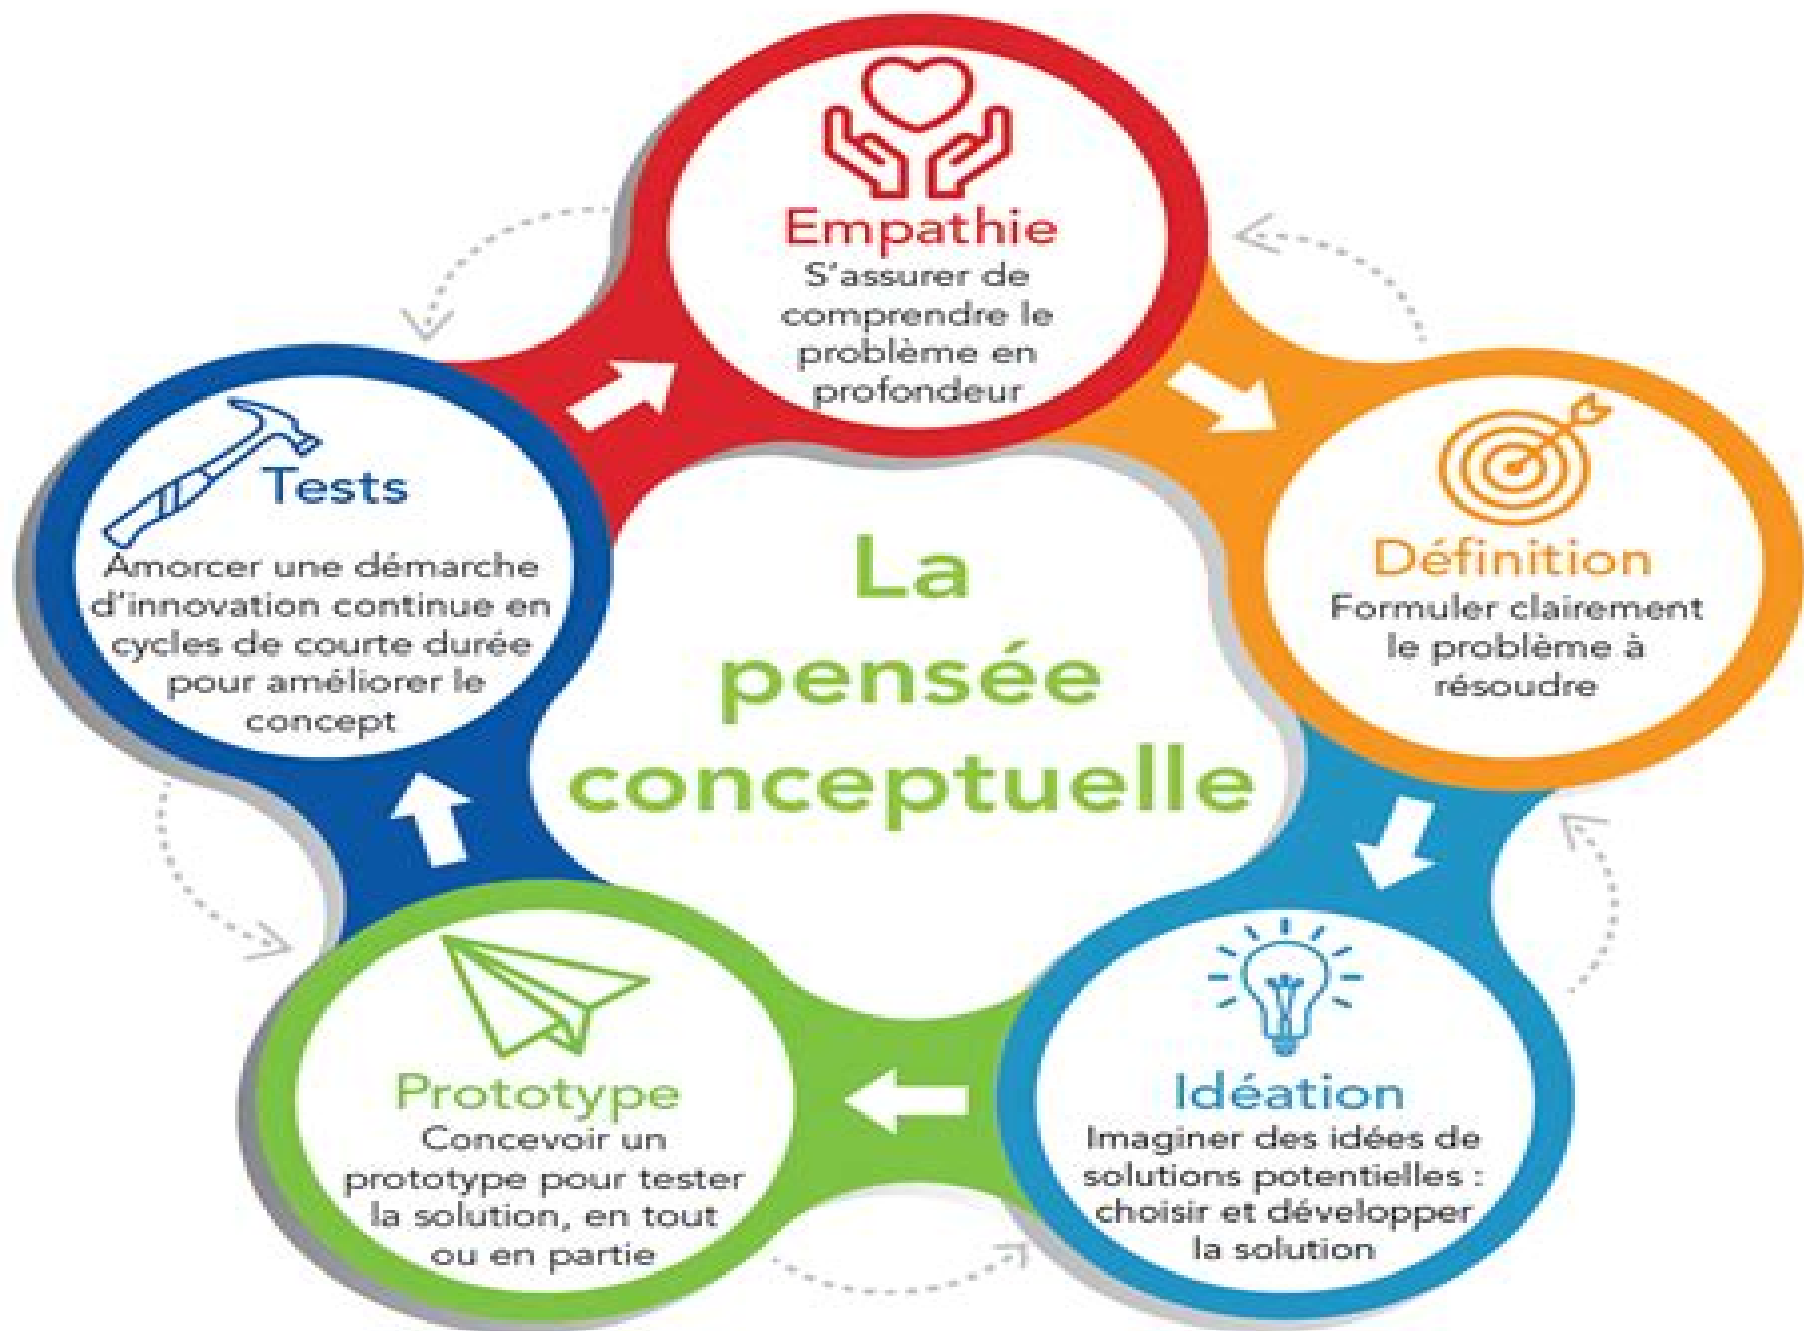 Empathie
S'assurer de
comprendre le
problème en
profondeur
Définition
Formuler clairement
le problème à
résoudre
Idéation
Imaginer des idées de
solutions potentielles :
choisir et développer
la solution
Prototype
Concevoir un
prototype pour tester
la solution, en tout
ou en partie
Tests
Amorcer une démarche
d'innovation continue en
cycles de courte durée
pour améliorer le
concept
La
pensée
conceptuelle